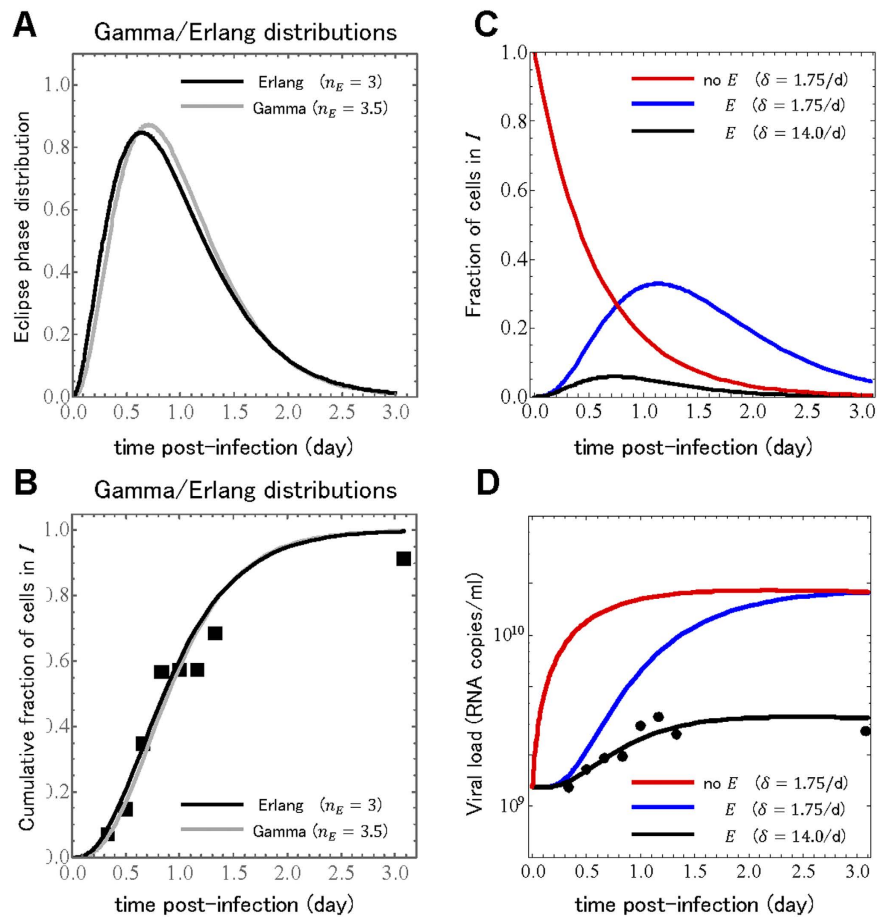 A
Gamma/Erlang distributions
Eclipse phase distribution
1.0
0.8
0.6
0.4
0.2
0.0
Erlang (n_E = 3)
Gamma (n_E = 3.5)
0.0 0.5 1.0 1.5 2.0 2.5 3.0
time post-infection (day)
C
Fraction of cells in I
1.0
0.8
0.6
0.4
0.2
0.0
no E (δ = 1.75/d)
E (δ = 1.75/d)
E (δ = 14.0/d)
0.0 0.5 1.0 1.5 2.0 2.5 3.0
time post-infection (day)
B
Gamma/Erlang distributions
Cumulative fraction of cells in I
1.0
0.8
0.6
0.4
0.2
0.0
Erlang (n_E = 3)
Gamma (n_E = 3.5)
0.0 0.5 1.0 1.5 2.0 2.5 3.0
time post-infection (day)
D
Viral load (RNA copies/ml)
10^10
10^9
no E (δ = 1.75/d)
E (δ = 1.75/d)
E (δ = 14.0/d)
0.0 0.5 1.0 1.5 2.0 2.5 3.0
time post-infection (day)